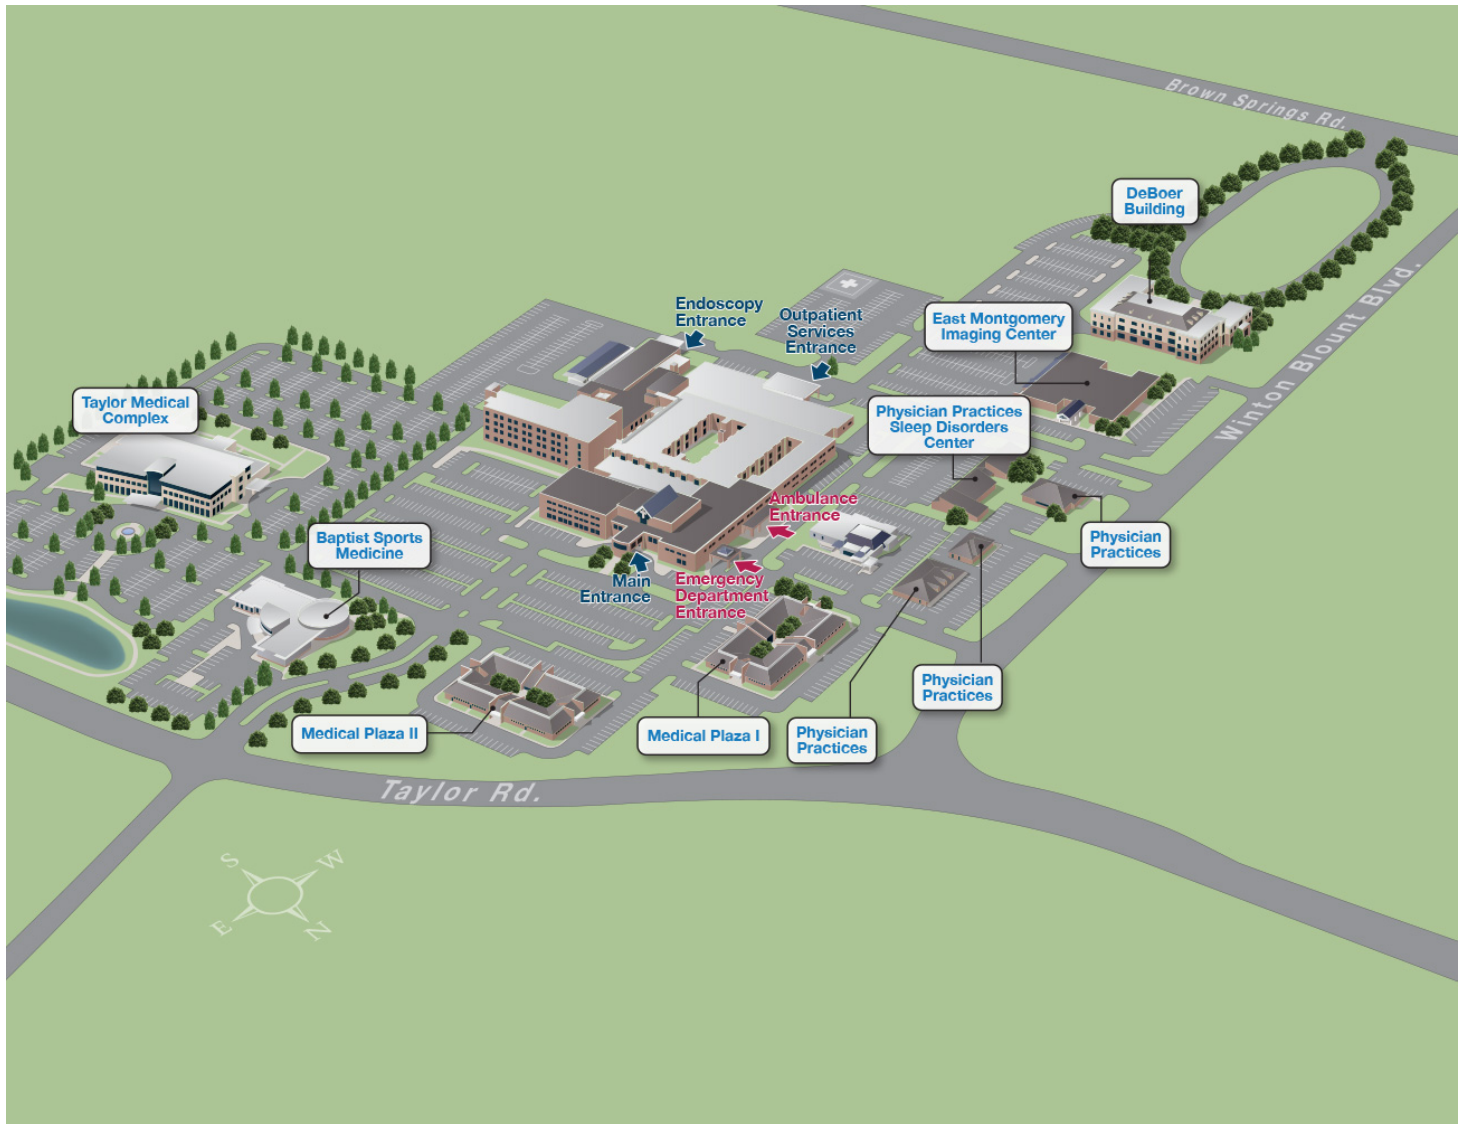 Brown Springs Rd.
DeBoer
Building
Endoscopy
Entrance
Outpatient
Services
Entrance
East Montgomery
Imaging Center
Winton Blount Blvd.
Taylor Medical
Complex
Physician Practices
Sleep Disorders
Center
Ambulance
Entrance
Baptist Sports
Medicine
Physician
Practices
Main
Entrance
Emergency
Department
Entrance
Physician
Practices
Medical Plaza II
Medical Plaza I
Physician
Practices
Taylor Rd.
S
W
E
N